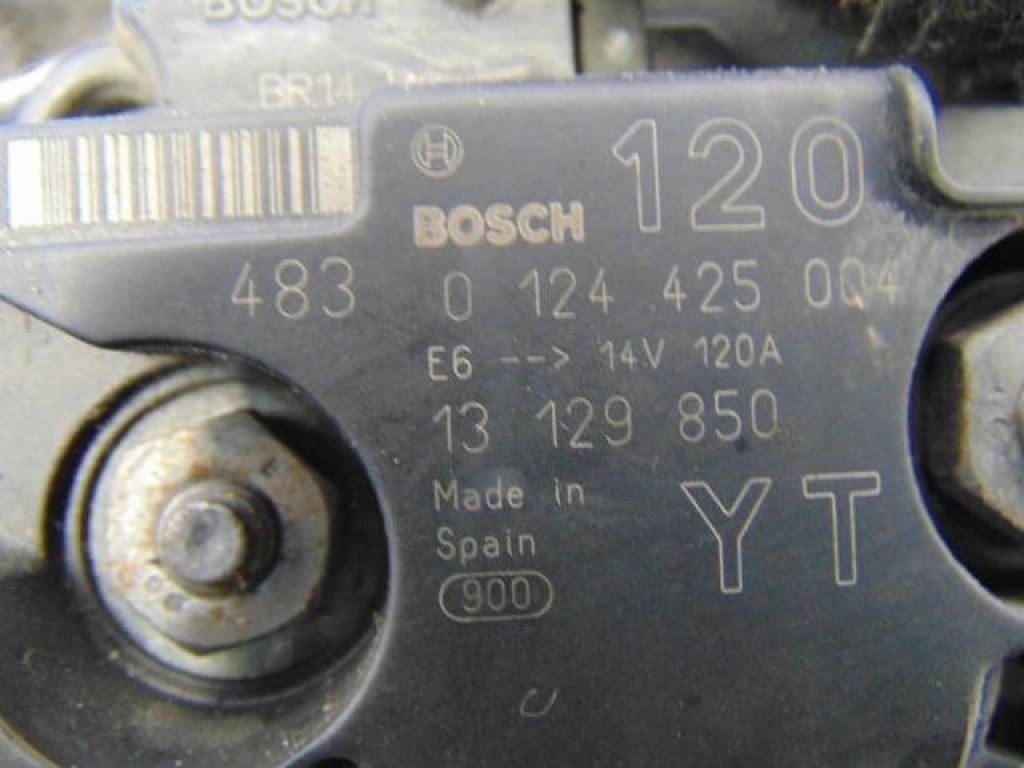 BOSCH
BR14
BOSCH 120
483 0 124 425 004
E6 --> 14V 120A
13 129 850
Made in
Spain
YT
900